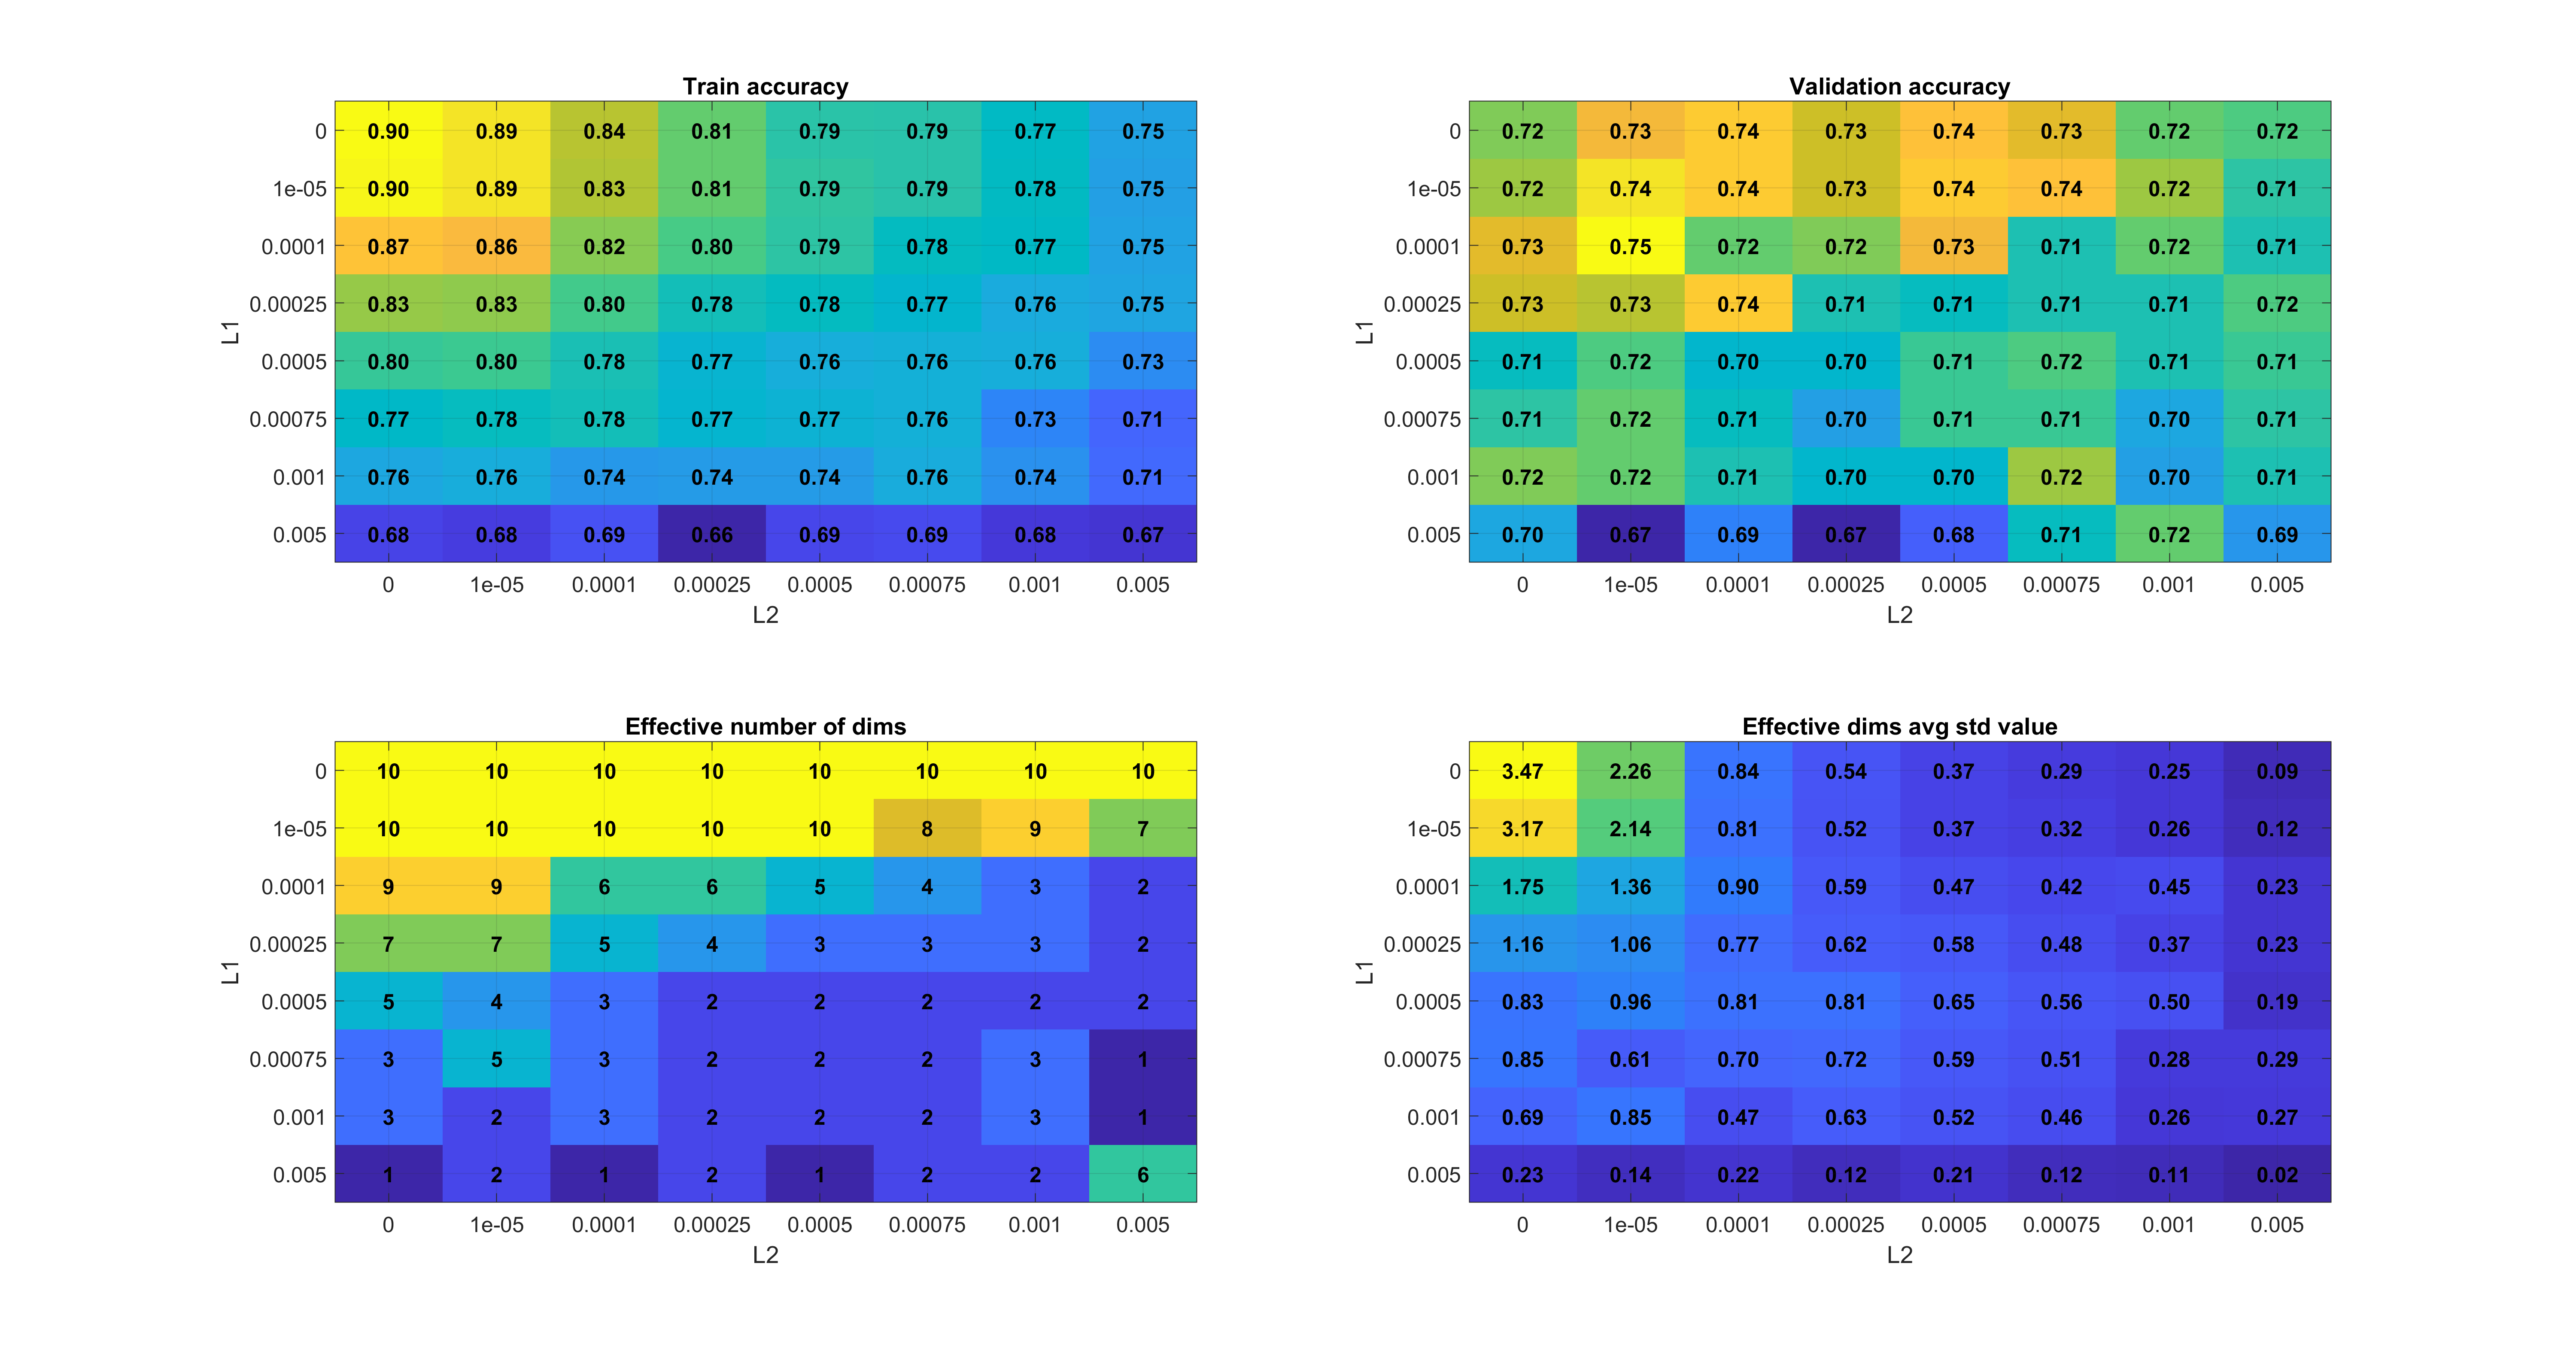 Train accuracy
0 0.90 0.89 0.84 0.81 0.79 0.79 0.77 0.75
1e-05 0.90 0.89 0.83 0.81 0.79 0.79 0.78 0.75
0.0001 0.87 0.86 0.82 0.80 0.79 0.78 0.77 0.75
0.00025 0.83 0.83 0.80 0.78 0.78 0.77 0.76 0.75
L1
0.0005 0.80 0.80 0.78 0.77 0.76 0.76 0.76 0.73
0.00075 0.77 0.78 0.78 0.77 0.77 0.76 0.73 0.71
0.001 0.76 0.76 0.74 0.74 0.74 0.76 0.74 0.71
0.005 0.68 0.68 0.69 0.66 0.69 0.69 0.68 0.67
0 1e-05 0.0001 0.00025 0.0005 0.00075 0.001 0.005
L2
Validation accuracy
0 0.72 0.73 0.74 0.73 0.74 0.73 0.72 0.72
1e-05 0.72 0.74 0.74 0.73 0.74 0.74 0.72 0.71
0.0001 0.73 0.75 0.72 0.72 0.73 0.71 0.72 0.71
0.00025 0.73 0.73 0.74 0.71 0.71 0.71 0.71 0.72
L1
0.0005 0.71 0.72 0.70 0.70 0.71 0.72 0.71 0.71
0.00075 0.71 0.72 0.71 0.70 0.71 0.71 0.70 0.71
0.001 0.72 0.72 0.71 0.70 0.70 0.72 0.70 0.71
0.005 0.70 0.67 0.69 0.67 0.68 0.71 0.72 0.69
0 1e-05 0.0001 0.00025 0.0005 0.00075 0.001 0.005
L2
Effective number of dims
0 10 10 10 10 10 10 10 10
1e-05 10 10 10 10 10 8 9 7
0.0001 9 9 6 6 5 4 3 2
0.00025 7 7 5 4 3 3 3 2
L1
0.0005 5 4 3 2 2 2 2 2
0.00075 3 5 3 2 2 2 3 1
0.001 3 2 3 2 2 2 3 1
0.005 1 2 1 2 1 2 2 6
0 1e-05 0.0001 0.00025 0.0005 0.00075 0.001 0.005
L2
Effective dims avg std value
0 3.47 2.26 0.84 0.54 0.37 0.29 0.25 0.09
1e-05 3.17 2.14 0.81 0.52 0.37 0.32 0.26 0.12
0.0001 1.75 1.36 0.90 0.59 0.47 0.42 0.45 0.23
0.00025 1.16 1.06 0.77 0.62 0.58 0.48 0.37 0.23
L1
0.0005 0.83 0.96 0.81 0.81 0.65 0.56 0.50 0.19
0.00075 0.85 0.61 0.70 0.72 0.59 0.51 0.28 0.29
0.001 0.69 0.85 0.47 0.63 0.52 0.46 0.26 0.27
0.005 0.23 0.14 0.22 0.12 0.21 0.12 0.11 0.02
0 1e-05 0.0001 0.00025 0.0005 0.00075 0.001 0.005
L2